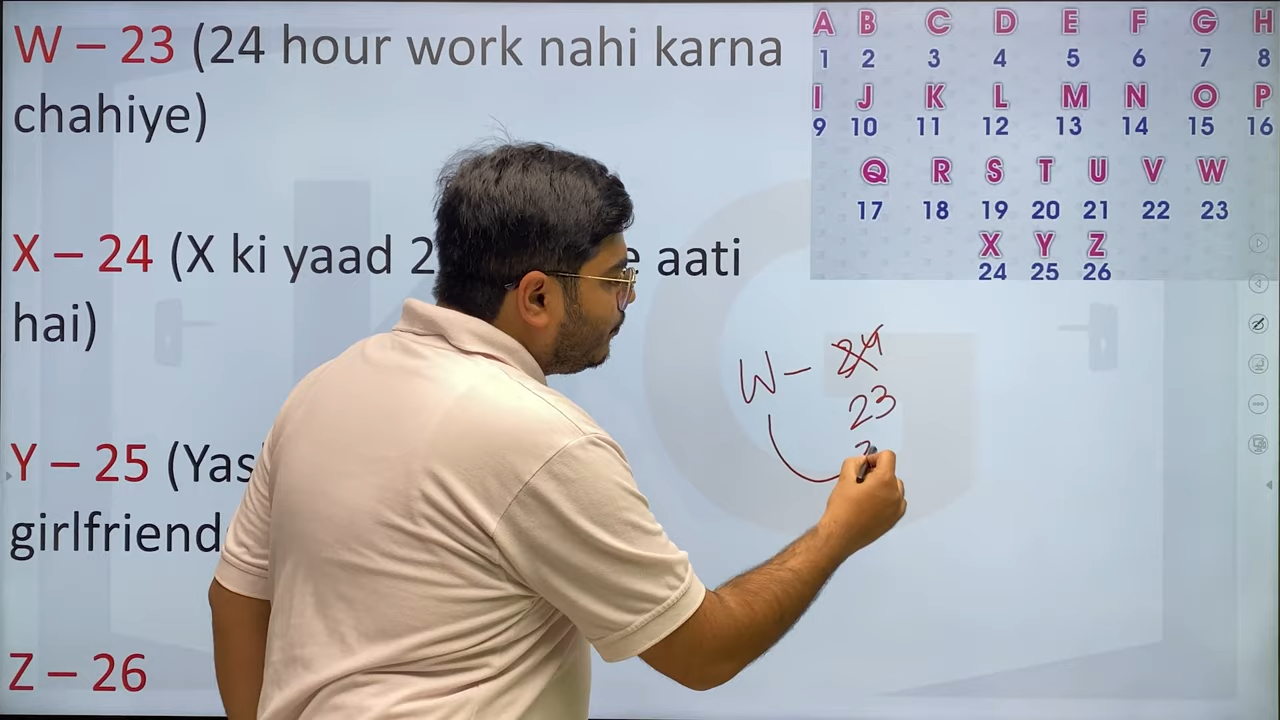 W – 23 (24 hour work nahi karna
chahiye)
X – 24 (X ki yaad aati
hai)
Y – 25
girlfriend
Z – 26
A B C D E F G H
1 2 3 4 5 6 7 8
I J K L M N O P
9 10 11 12 13 14 15 16
Q R S T U V W
17 18 19 20 21 22 23
X Y Z
24 25 26
W – 24
23